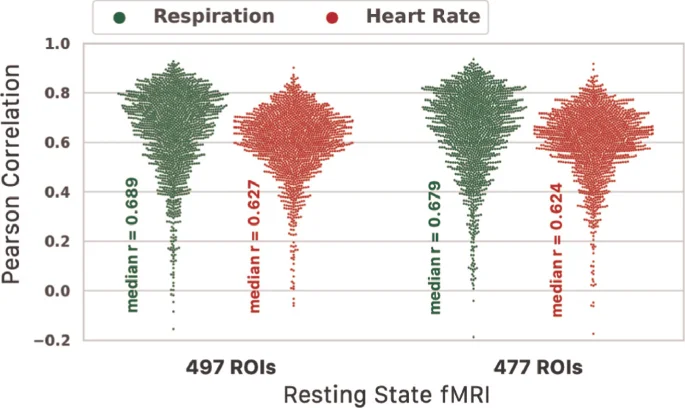 Respiration Heart Rate
Pearson Correlation
1.0
0.8
0.6
0.4
0.2
0.0
−0.2
median r = 0.689
median r = 0.627
median r = 0.679
median r = 0.624
497 ROIs 477 ROIs
Resting State fMRI